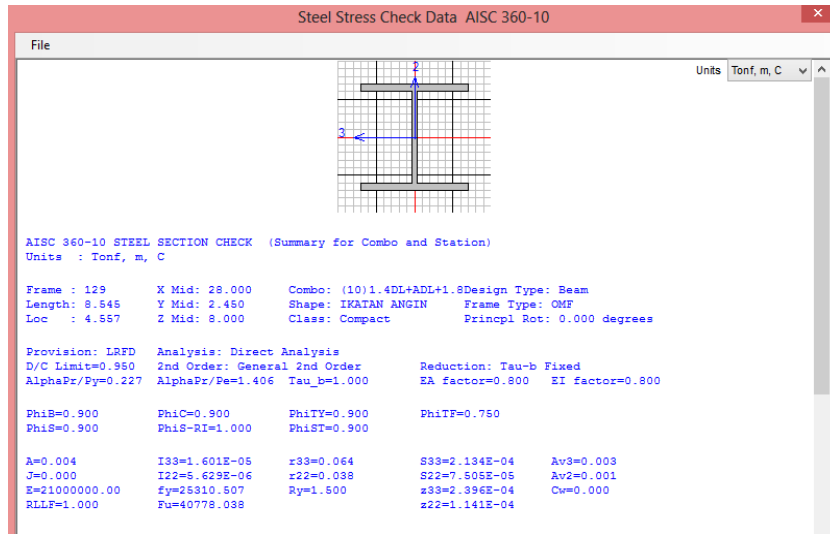 Steel Stress Check Data AISC 360-10
File
Units Tonf, m, C
2
3
AISC 360-10 STEEL SECTION CHECK (Summary for Combo and Station)
Units : Tonf, m, C
Frame : 129 X Mid: 28.000 Combo: (10)1.4DL+ADL+1.8Design Type: Beam
Length: 8.545 Y Mid: 2.450 Shape: IKATAN ANGIN Frame Type: OMF
Loc : 4.557 Z Mid: 8.000 Class: Compact Princpl Rot: 0.000 degrees
Provision: LRFD Analysis: Direct Analysis
D/C Limit=0.950 2nd Order: General 2nd Order Reduction: Tau-b Fixed
AlphaPr/Py=0.227 AlphaPr/Pe=1.406 Tau_b=1.000 EA factor=0.800 EI factor=0.800
PhiB=0.900 PhiC=0.900 PhiTY=0.900 PhiTF=0.750
PhiS=0.900 PhiS-RI=1.000 PhiST=0.900
A=0.004 I33=1.601E-05 r33=0.064 S33=2.134E-04 Av3=0.003
J=0.000 I22=5.629E-06 r22=0.038 S22=7.505E-05 Av2=0.001
E=21000000.00 fy=25310.507 Ry=1.500 z33=2.396E-04 Cw=0.000
RLLF=1.000 Fu=40778.038 z22=1.141E-04